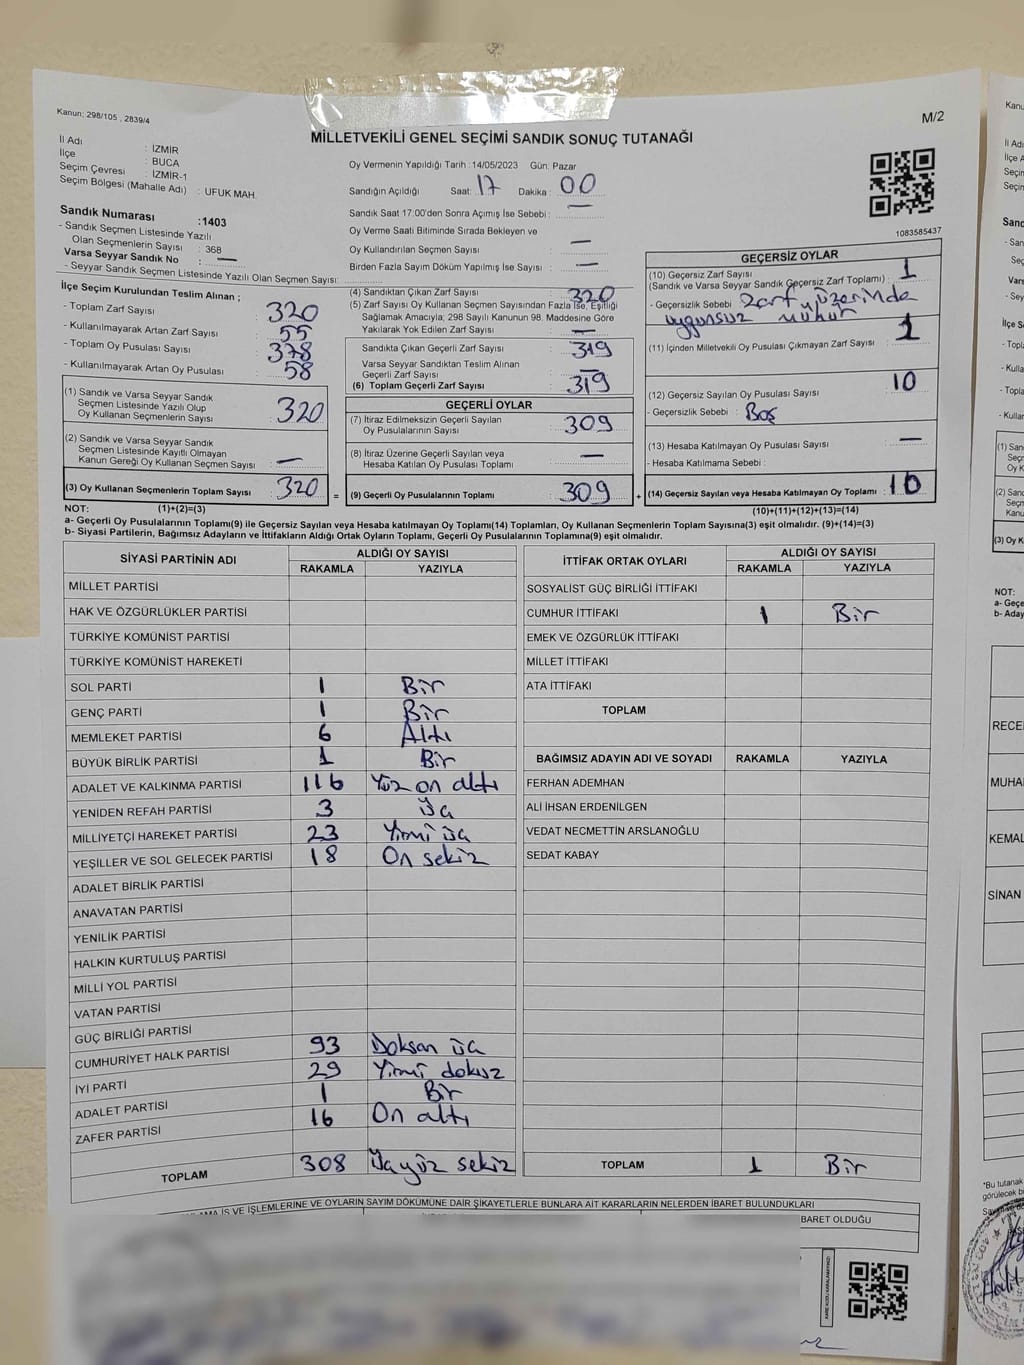 Kanun: 298/105 , 2839/4
M/2
MİLLETVEKİLİ GENEL SEÇİMİ SANDIK SONUÇ TUTANAĞI
İl Adı : İZMİR
İlçe : BUCA
Seçim Çevresi : İZMİR-1
Seçim Bölgesi (Mahalle Adı) : UFUK MAH.
Sandık Numarası :1403
- Sandık Seçmen Listesinde Yazılı
Olan Seçmenlerin Sayısı : 368
Varsa Seyyar Sandık No : —
- Seyyar Sandık Seçmen Listesinde Yazılı Olan Seçmen Sayısı:
Oy Vermenin Yapıldığı Tarih :14/05/2023 Gün: Pazar
Sandığın Açıldığı Saat: 17 Dakika : 00
Sandık Saat 17:00'den Sonra Açımış İse Sebebi : —
Oy Verme Saati Bitiminde Sırada Bekleyen ve
Oy Kullandırılan Seçmen Sayısı : —
Birden Fazla Sayım Döküm Yapılmış İse Sayısı : —
1083585437
İlçe Seçim Kurulundan Teslim Alınan ;
- Toplam Zarf Sayısı : 320
- Kullanılmayarak Artan Zarf Sayısı : 55
- Toplam Oy Pusulası Sayısı : 378
- Kullanılmayarak Artan Oy Pusulası : 58
(1) Sandık ve Varsa Seyyar Sandık
Seçmen Listesinde Yazılı Olup
Oy Kullanan Seçmenlerin Sayısı : 320
(2) Sandık ve Varsa Seyyar Sandık
Seçmen Listesinde Kayıtlı Olmayan
Kanun Gereği Oy Kullanan Seçmen Sayısı : —
(3) Oy Kullanan Seçmenlerin Toplam Sayısı : 320 =
(4) Sandıktan Çıkan Zarf Sayısı : 320
(5) Zarf Sayısı Oy Kullanan Seçmen Sayısından Fazla İse, Eşitliği
Sağlamak Amacıyla; 298 Sayılı Kanunun 98. Maddesine Göre
Yakılarak Yok Edilen Zarf Sayısı : —
Sandıkta Çıkan Geçerli Zarf Sayısı : 319
Varsa Seyyar Sandıktan Teslim Alınan
Geçerli Zarf Sayısı : —
(6) Toplam Geçerli Zarf Sayısı : 319
GEÇERLİ OYLAR
(7) İtiraz Edilmeksizin Geçerli Sayılan
Oy Pusulalarının Sayısı : 309
(8) İtiraz Üzerine Geçerli Sayılan veya
Hesaba Katılan Oy Pusulası Toplamı : —
(9) Geçerli Oy Pusulalarının Toplamı : 309 +
GEÇERSİZ OYLAR
(10) Geçersiz Zarf Sayısı
(Sandık ve Varsa Seyyar Sandık Geçersiz Zarf Toplamı) : 1
- Geçersizlik Sebebi : Zarf üzerinde
uygunsuz mühür
(11) İçinden Milletvekili Oy Pusulası Çıkmayan Zarf Sayısı : 1
(12) Geçersiz Sayılan Oy Pusulası Sayısı : 10
- Geçersizlik Sebebi : Boş
(13) Hesaba Katılmayan Oy Pusulası Sayısı : —
- Hesaba Katılmama Sebebi :
(14) Geçersiz Sayılan veya Hesaba Katılmayan Oy Toplamı : 10
NOT: (1)+(2)=(3)
(10)+(11)+(12)+(13)=(14)
a- Geçerli Oy Pusulalarının Toplamı(9) ile Geçersiz Sayılan veya Hesaba katılmayan Oy Toplamı(14) Toplamları, Oy Kullanan Seçmenlerin Toplam Sayısına(3) eşit olmalıdır. (9)+(14)=(3)
b- Siyasi Partilerin, Bağımsız Adayların ve İttifakların Aldığı Ortak Oyların Toplamı, Geçerli Oy Pusulalarının Toplamına(9) eşit olmalıdır.
SİYASİ PARTİNİN ADI ALDIĞI OY SAYISI
RAKAMLA YAZIYLA
MİLLET PARTİSİ
HAK VE ÖZGÜRLÜKLER PARTİSİ
TÜRKİYE KOMÜNİST PARTİSİ
TÜRKİYE KOMÜNİST HAREKETİ
SOL PARTİ 1 Bir
GENÇ PARTİ 1 Bir
MEMLEKET PARTİSİ 6 Altı
BÜYÜK BİRLİK PARTİSİ 1 Bir
ADALET VE KALKINMA PARTİSİ 116 Yüz on altı
YENİDEN REFAH PARTİSİ 3 Üç
MİLLİYETÇİ HAREKET PARTİSİ 23 Yirmi üç
YEŞİLLER VE SOL GELECEK PARTİSİ 18 On sekiz
ADALET BİRLİK PARTİSİ
ANAVATAN PARTİSİ
YENİLİK PARTİSİ
HALKIN KURTULUŞ PARTİSİ
MİLLİ YOL PARTİSİ
VATAN PARTİSİ
GÜÇ BİRLİĞİ PARTİSİ
CUMHURİYET HALK PARTİSİ 93 Doksan üç
İYİ PARTİ 29 Yirmi dokuz
ADALET PARTİSİ 1 Bir
ZAFER PARTİSİ 16 On altı
TOPLAM 308 Üçyüz sekiz
İTTİFAK ORTAK OYLARI ALDIĞI OY SAYISI
RAKAMLA YAZIYLA
SOSYALİST GÜÇ BİRLİĞİ İTTİFAKI
CUMHUR İTTİFAKI 1 Bir
EMEK VE ÖZGÜRLÜK İTTİFAKI
MİLLET İTTİFAKI
ATA İTTİFAKI
TOPLAM
BAĞIMSIZ ADAYIN ADI VE SOYADI RAKAMLA YAZIYLA
FERHAN ADEMHAN
ALİ İHSAN ERDENİLGEN
VEDAT NECMETTİN ARSLANOĞLU
SEDAT KABAY
TOPLAM 1 Bir
İŞ VE İŞLEMLERİNE VE OYLARIN SAYIM DÖKÜMÜNE DAİR ŞİKAYETLERLE BUNLARA AİT KARARLARIN NELERDEN İBARET BULUNDUKLARI
BARET OLDUĞU
Kanu
İl Adı
İlçe A
Seçim
Seçim
Sandı
NOT:
a- Geçe
b- Aday
RECE
MUHA
KEMAL
SİNAN
*Bu tutanak
görülecek bi